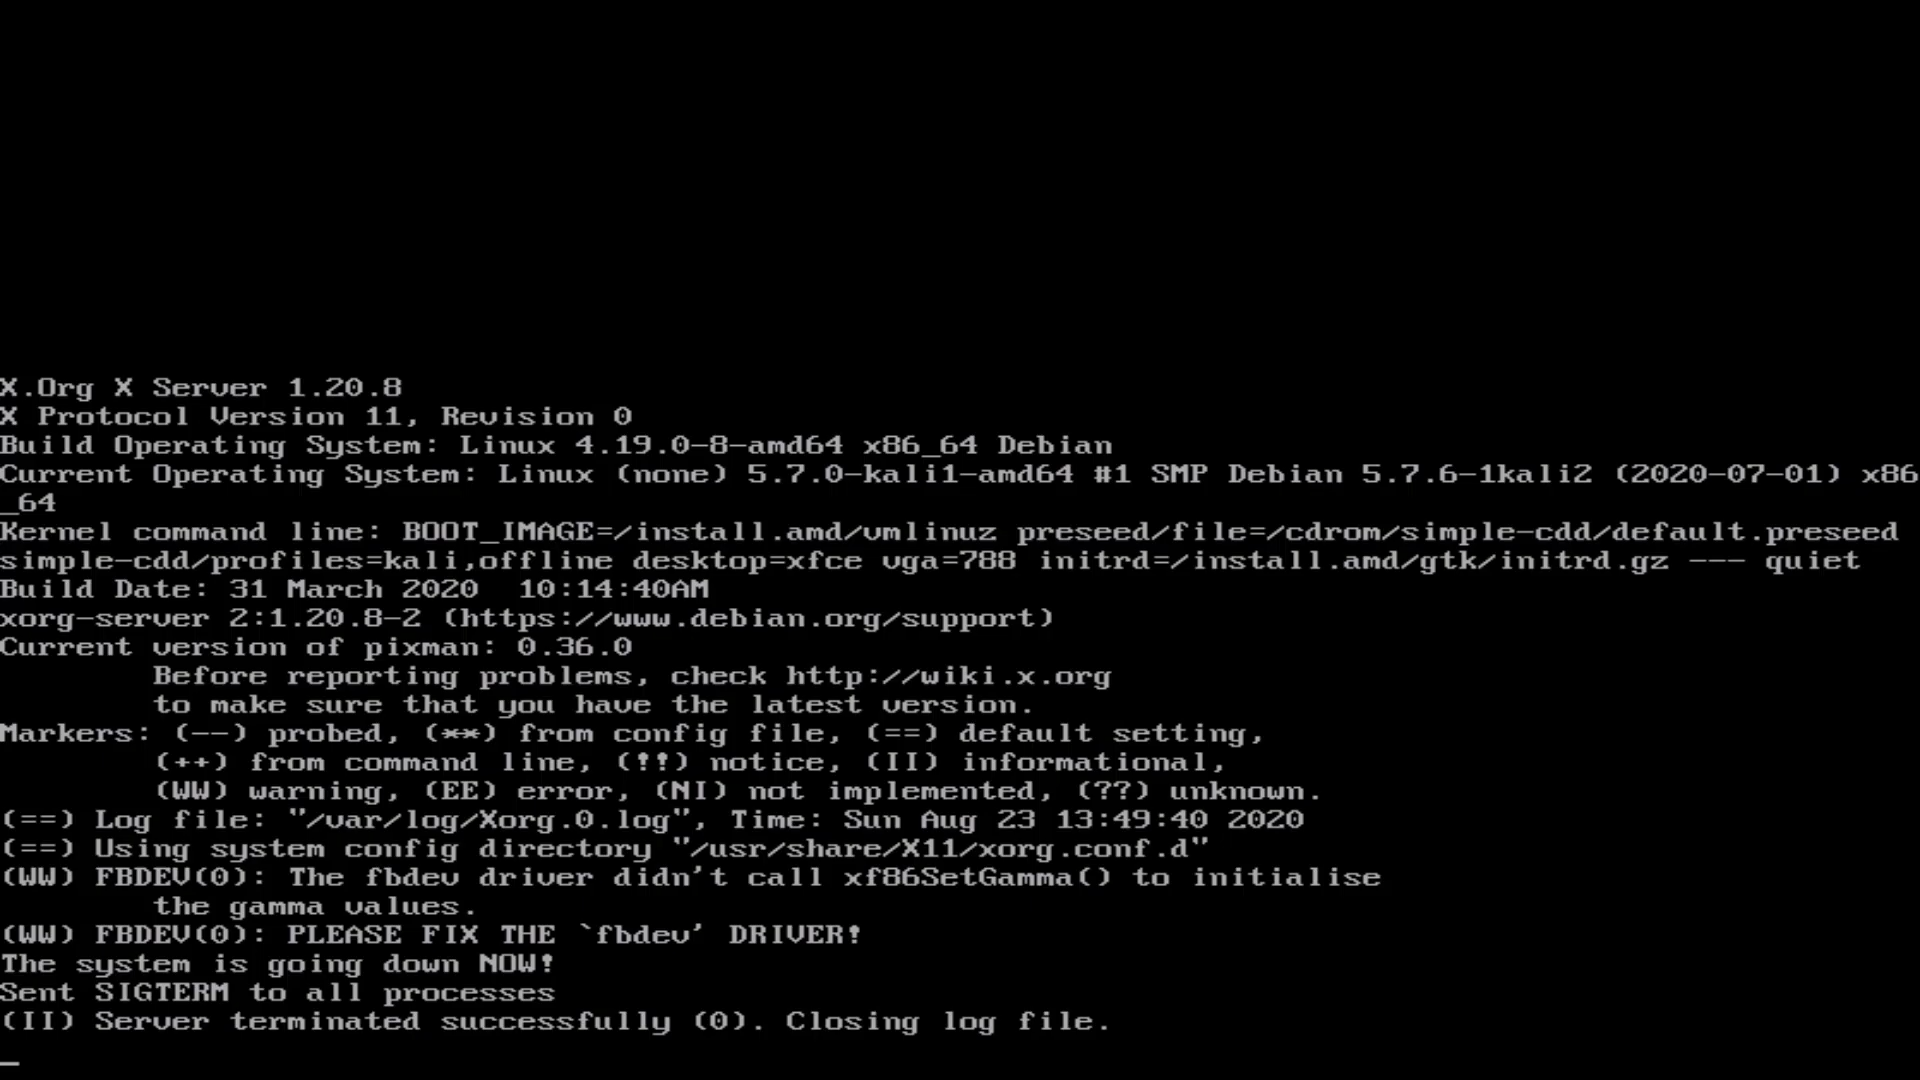 X.Org X Server 1.20.8
X Protocol Version 11, Revision 0
Build Operating System: Linux 4.19.0-8-amd64 x86_64 Debian
Current Operating System: Linux (none) 5.7.0-kali1-amd64 #1 SMP Debian 5.7.6-1kali2 (2020-07-01) x86
_64
Kernel command line: BOOT_IMAGE=/install.amd/vmlinuz preseed/file=/cdrom/simple-cdd/default.preseed
simple-cdd/profiles=kali,offline desktop=xfce vga=788 initrd=/install.amd/gtk/initrd.gz --- quiet
Build Date: 31 March 2020  10:14:40AM
xorg-server 2:1.20.8-2 (https://www.debian.org/support)
Current version of pixman: 0.36.0
        Before reporting problems, check http://wiki.x.org
        to make sure that you have the latest version.
Markers: (--) probed, (**) from config file, (==) default setting,
        (++) from command line, (!!) notice, (II) informational,
        (WW) warning, (EE) error, (NI) not implemented, (??) unknown.
(==) Log file: "/var/log/Xorg.0.log", Time: Sun Aug 23 13:49:40 2020
(==) Using system config directory "/usr/share/X11/xorg.conf.d"
(WW) FBDEV(0): The fbdev driver didn't call xf86SetGamma() to initialise
        the gamma values.
(WW) FBDEV(0): PLEASE FIX THE `fbdev' DRIVER!
The system is going down NOW!
Sent SIGTERM to all processes
(II) Server terminated successfully (0). Closing log file.
_